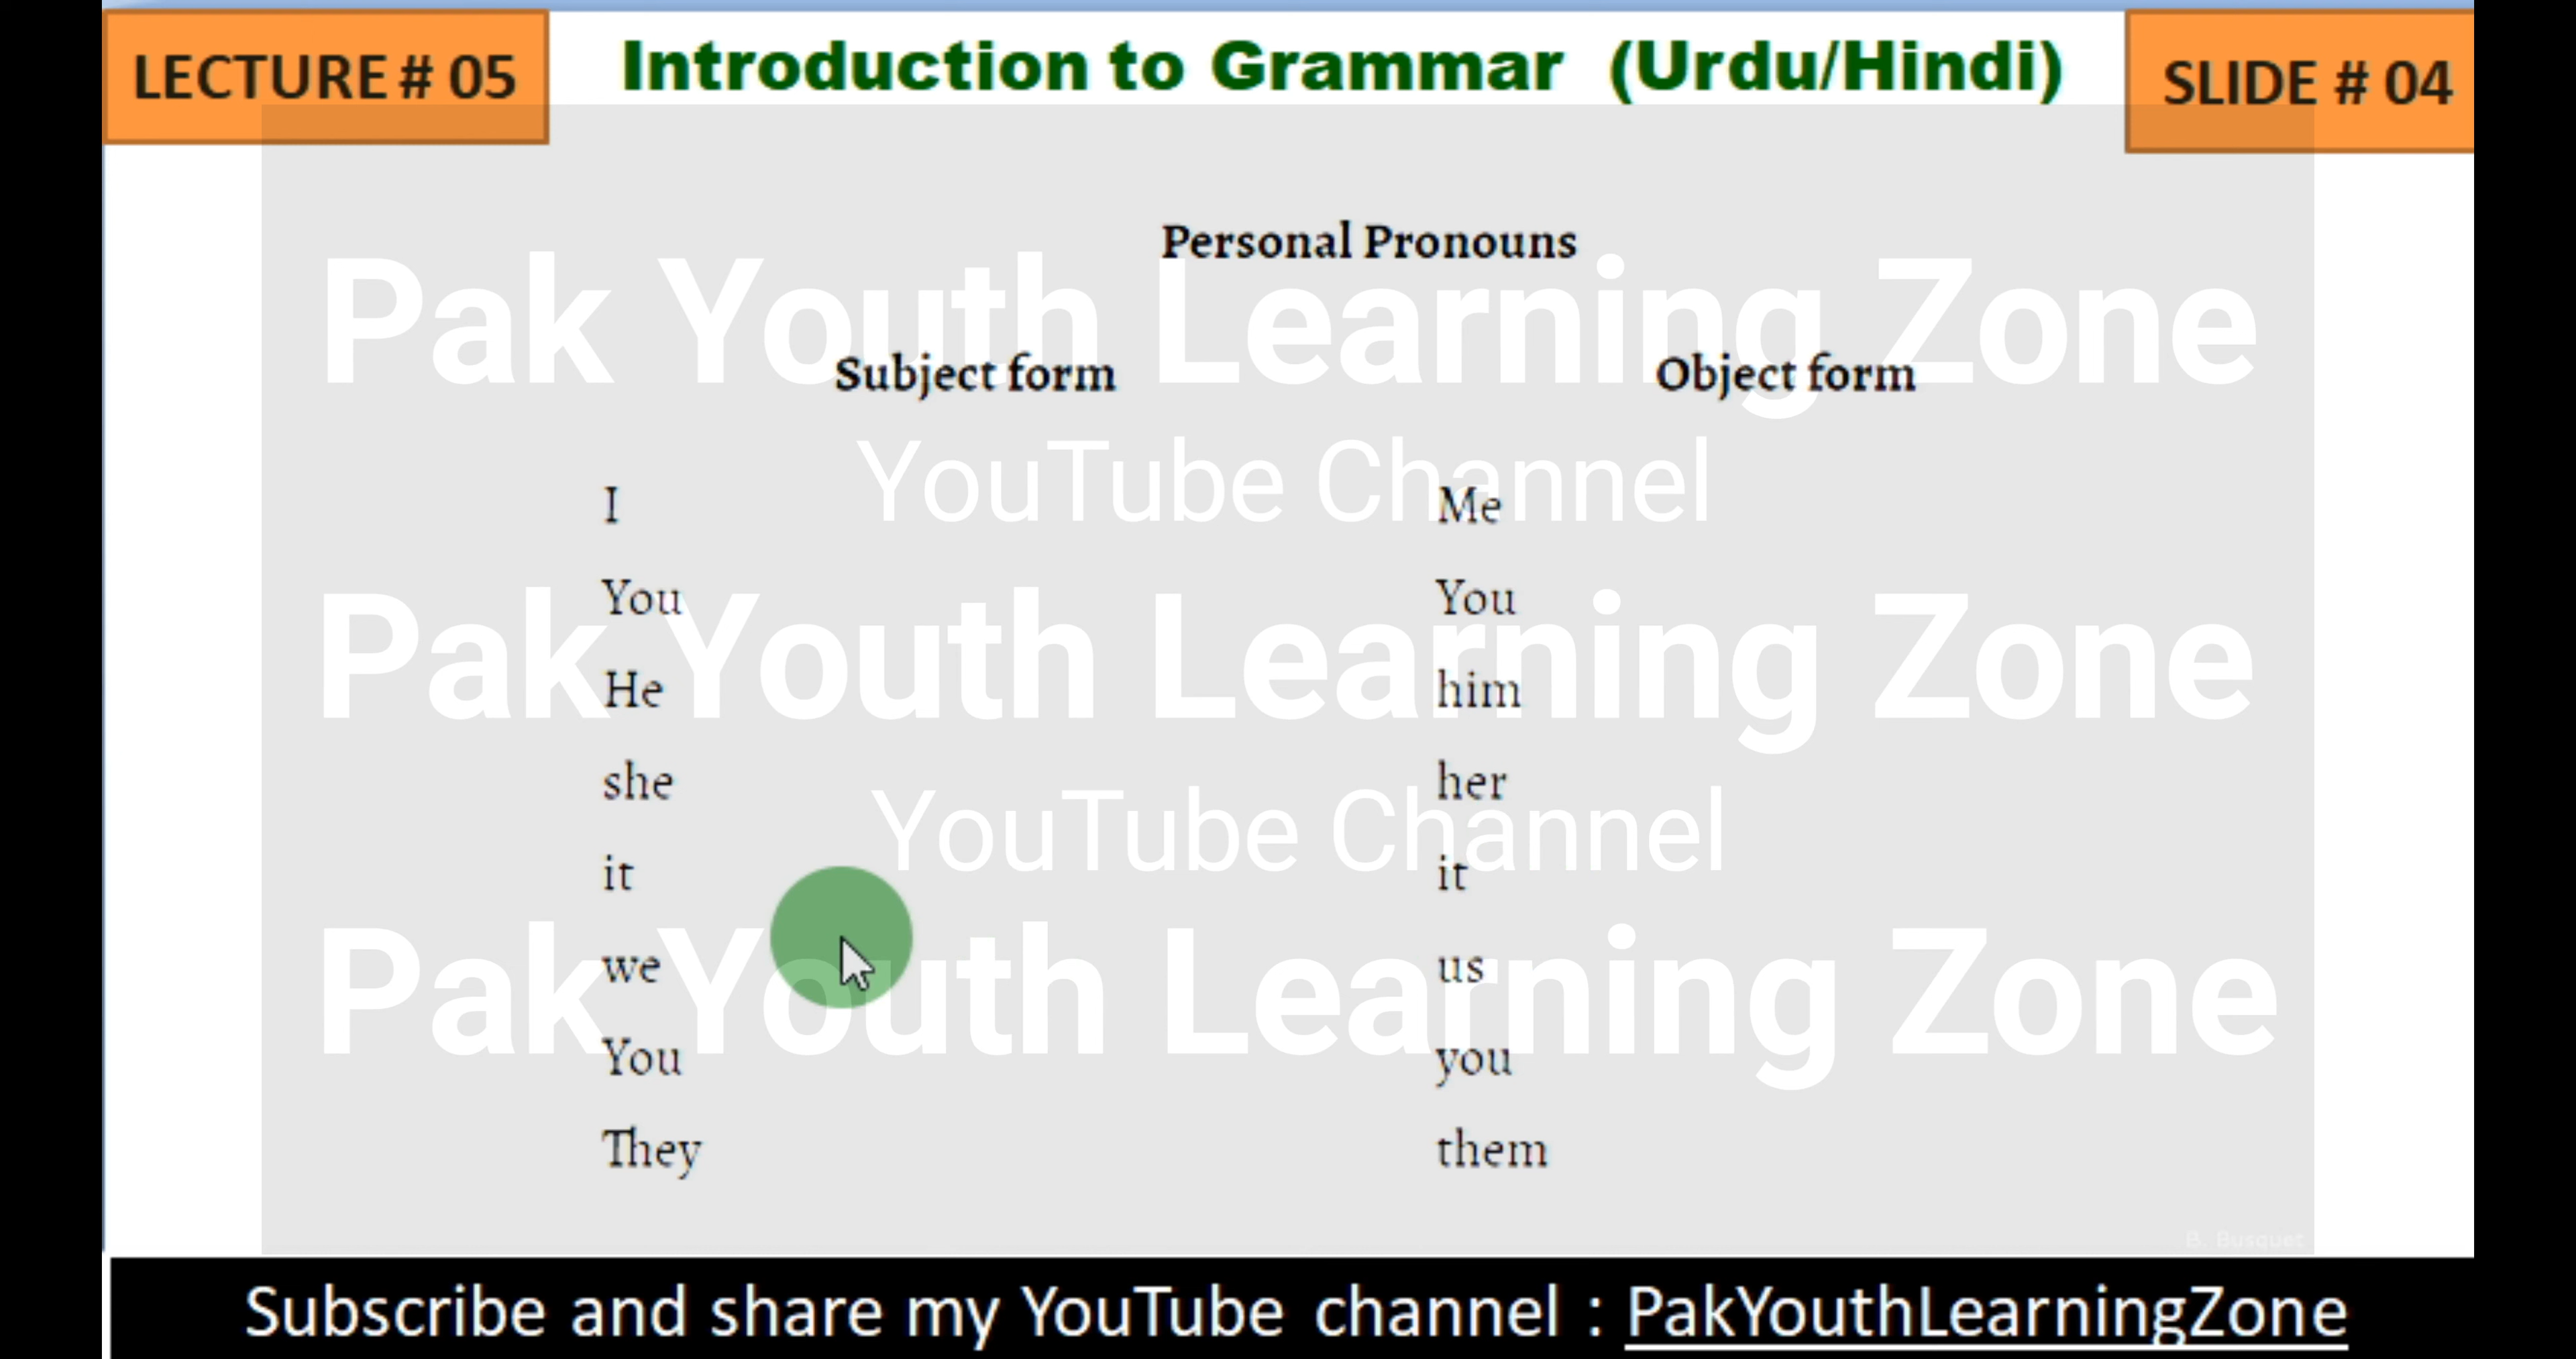 LECTURE # 05 Introduction to Grammar (Urdu/Hindi) SLIDE # 04
Personal Pronouns
Pak Youth Learning Zone
Subject form Object form
YouTube Channel
I Me
You You
Pak Youth Learning Zone
He him
she her
YouTube Channel
it it
we us
Pak Youth Learning Zone
You you
They them
B. Busquet
Subscribe and share my YouTube channel : PakYouthLearningZone